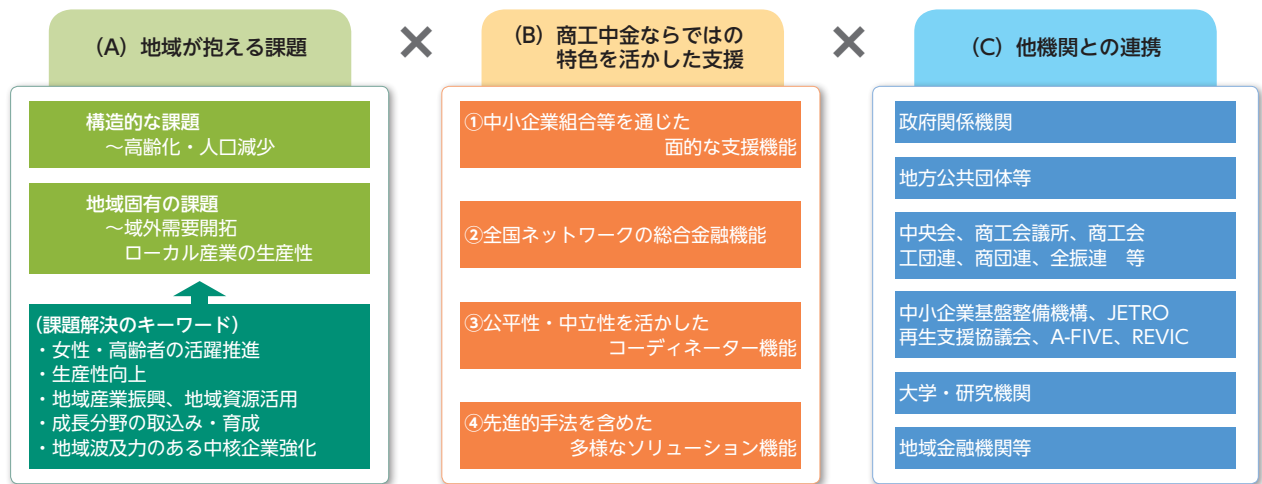 (A) 地域が抱える課題
×
(B) 商工中金ならではの
特色を活かした支援
×
(C) 他機関との連携
構造的な課題
～高齢化・人口減少
地域固有の課題
～域外需要開拓
ローカル産業の生産性
(課題解決のキーワード)
・女性・高齢者の活躍推進
・生産性向上
・地域産業振興、地域資源活用
・成長分野の取込み・育成
・地域波及力のある中核企業強化
①中小企業組合等を通じた
面的な支援機能
②全国ネットワークの総合金融機能
③公平性・中立性を活かした
コーディネーター機能
④先進的手法を含めた
多様なソリューション機能
政府関係機関
地方公共団体等
中央会、商工会議所、商工会
工団連、商団連、全振連　等
中小企業基盤整備機構、JETRO
再生支援協議会、A-FIVE、REVIC
大学・研究機関
地域金融機関等